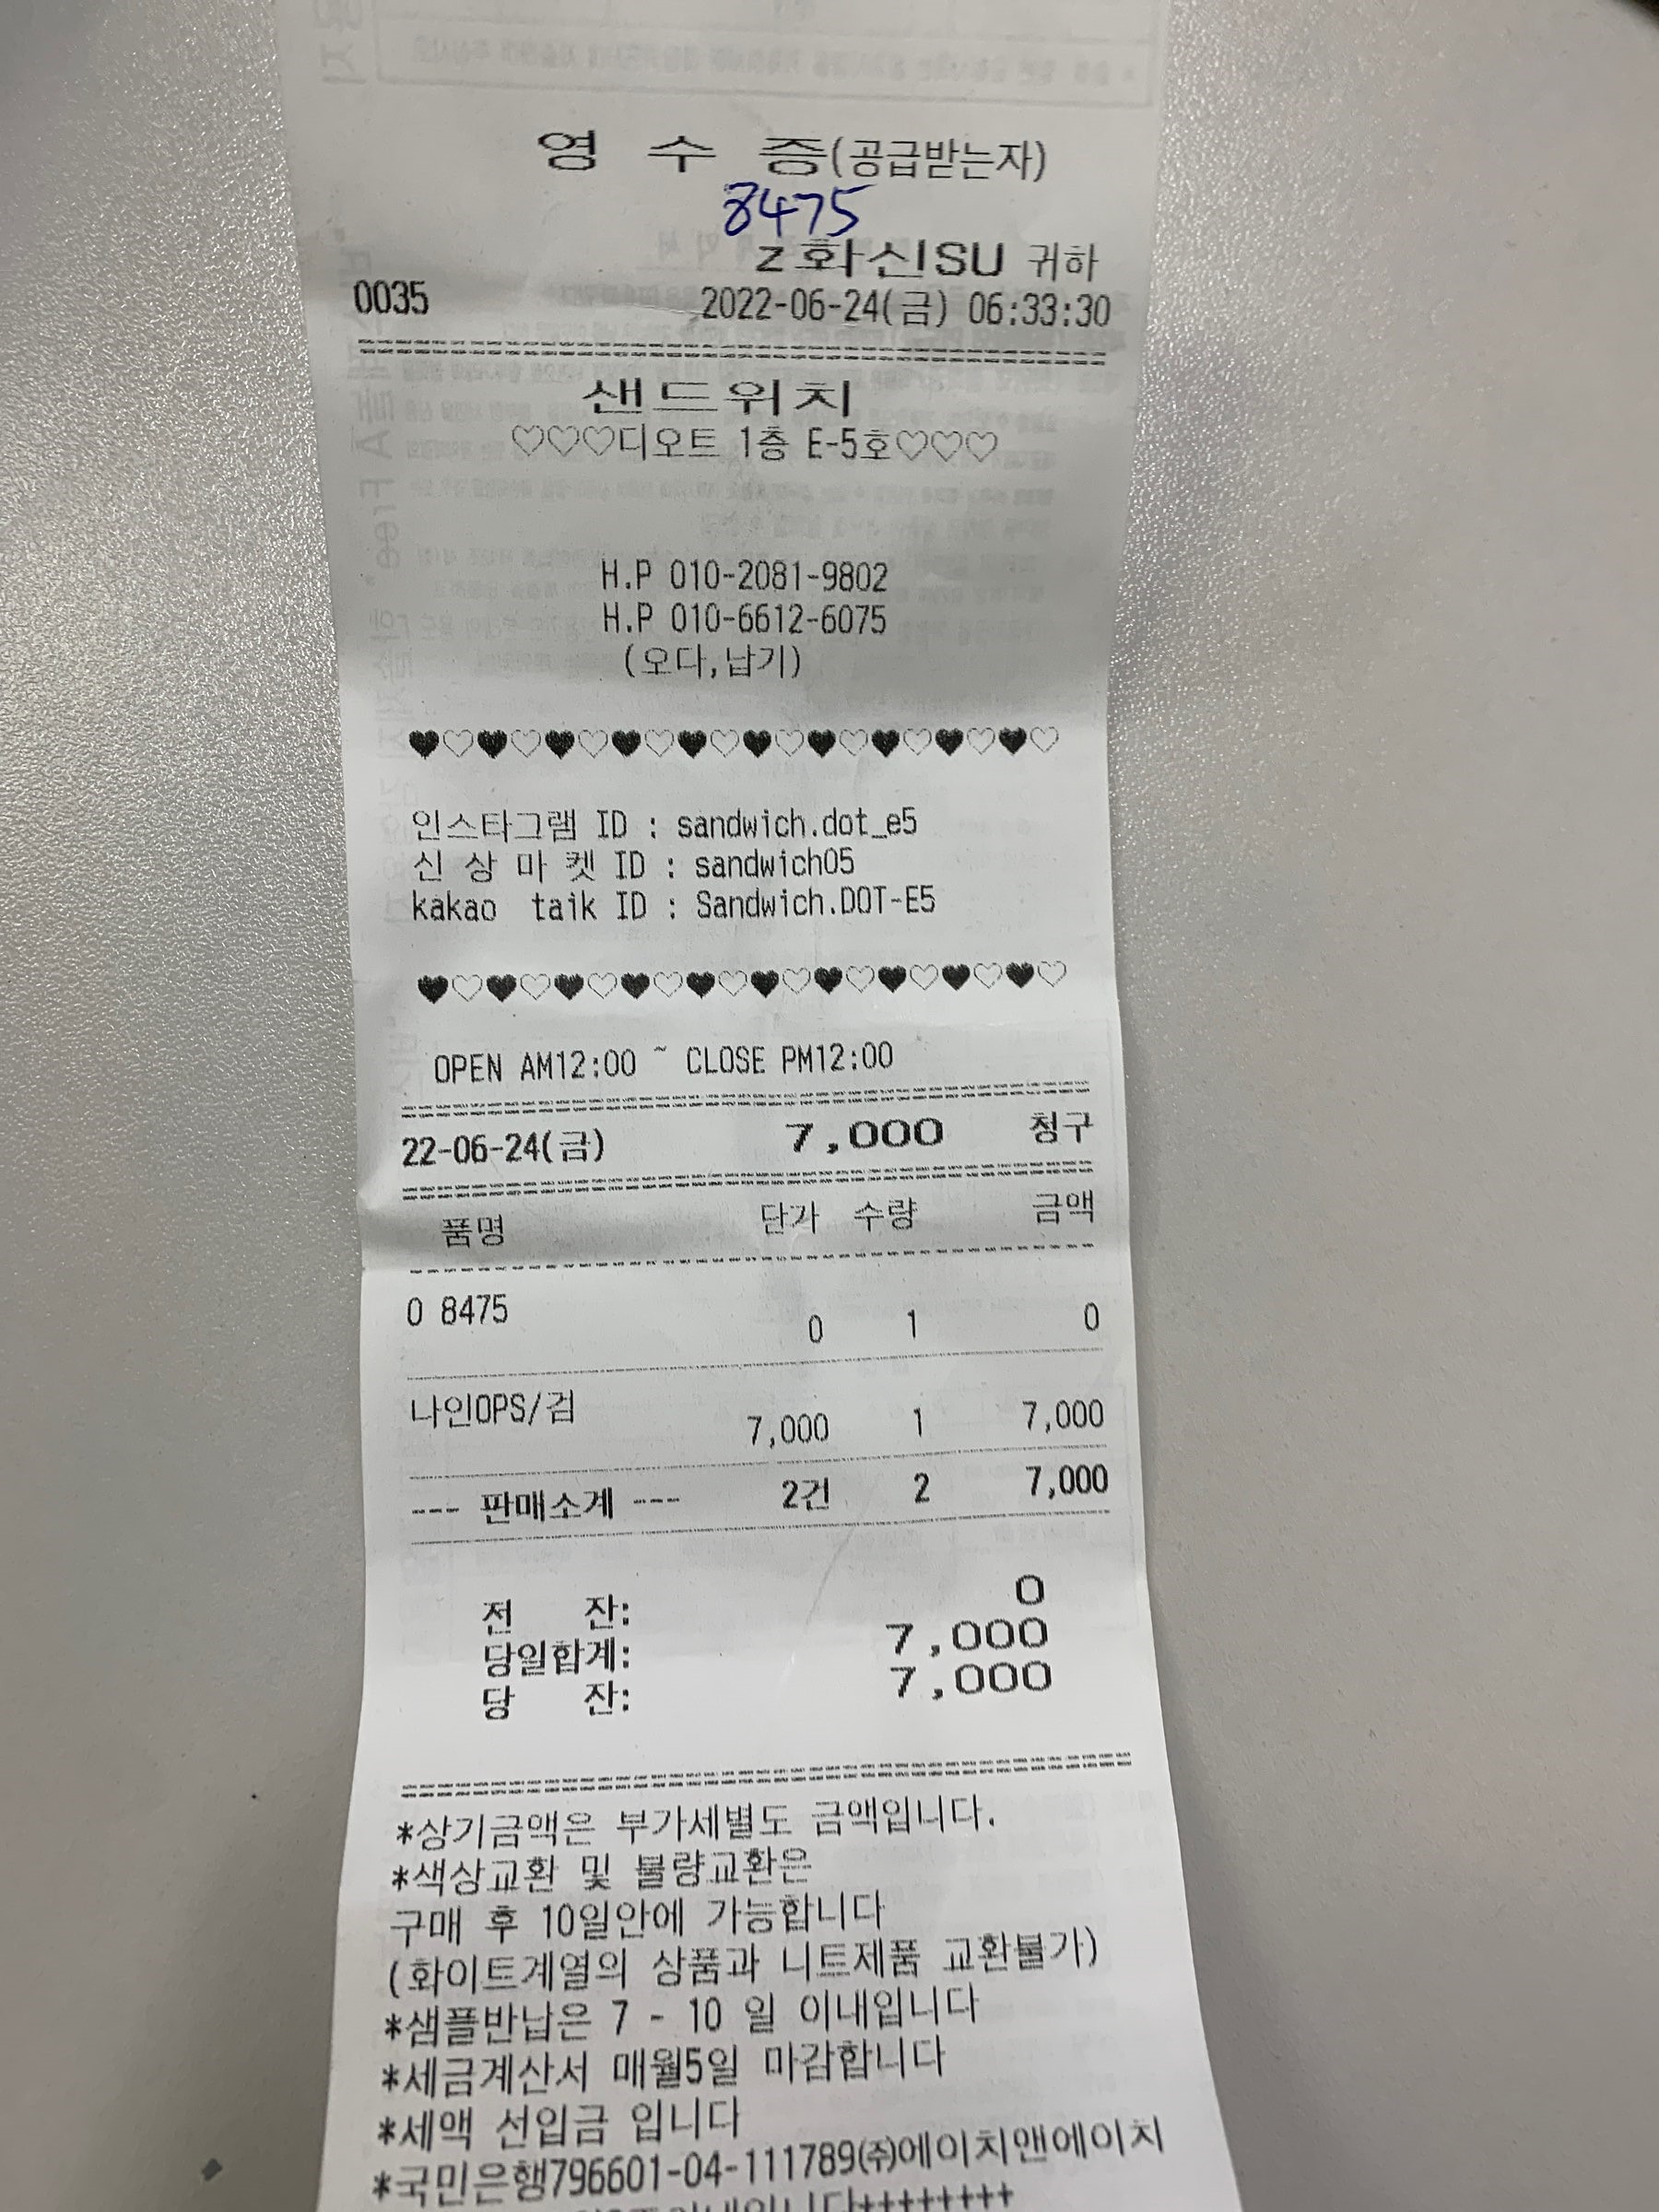 영 수 증(공급받는자)
8475
z화신SU 귀하
0035 2022-06-24(금) 06:33:30
샌드위치
♡♡♡디오트 1층 E-5호♡♡♡
H.P 010-2081-9802
H.P 010-6612-6075
(오다,납기)
♥♡♥♡♥♡♥♡♥♡♥♡♥♡♥♡♥♡♥♡
인스타그램 ID : sandwich.dot_e5
신 상 마 켓 ID : sandwich05
kakao taik ID : Sandwich.DOT-E5
♥♡♥♡♥♡♥♡♥♡♥♡♥♡♥♡♥♡♥♡
OPEN AM12:00 ~ CLOSE PM12:00
22-06-24(금) 7,000 청구
품명 단가 수량 금액
0 8475 0 1 0
나인OPS/검 7,000 1 7,000
--- 판매소계 --- 2건 2 7,000
전 잔: 0
당일합계: 7,000
당 잔: 7,000
*상기금액은 부가세별도 금액입니다.
*색상교환 및 불량교환은
구매 후 10일안에 가능합니다
(화이트계열의 상품과 니트제품 교환불가)
*샘플반납은 7 - 10 일 이내입니다
*세금계산서 매월5일 마감합니다
*세액 선입금 입니다
*국민은행796601-04-111789㈜에이치앤에이치